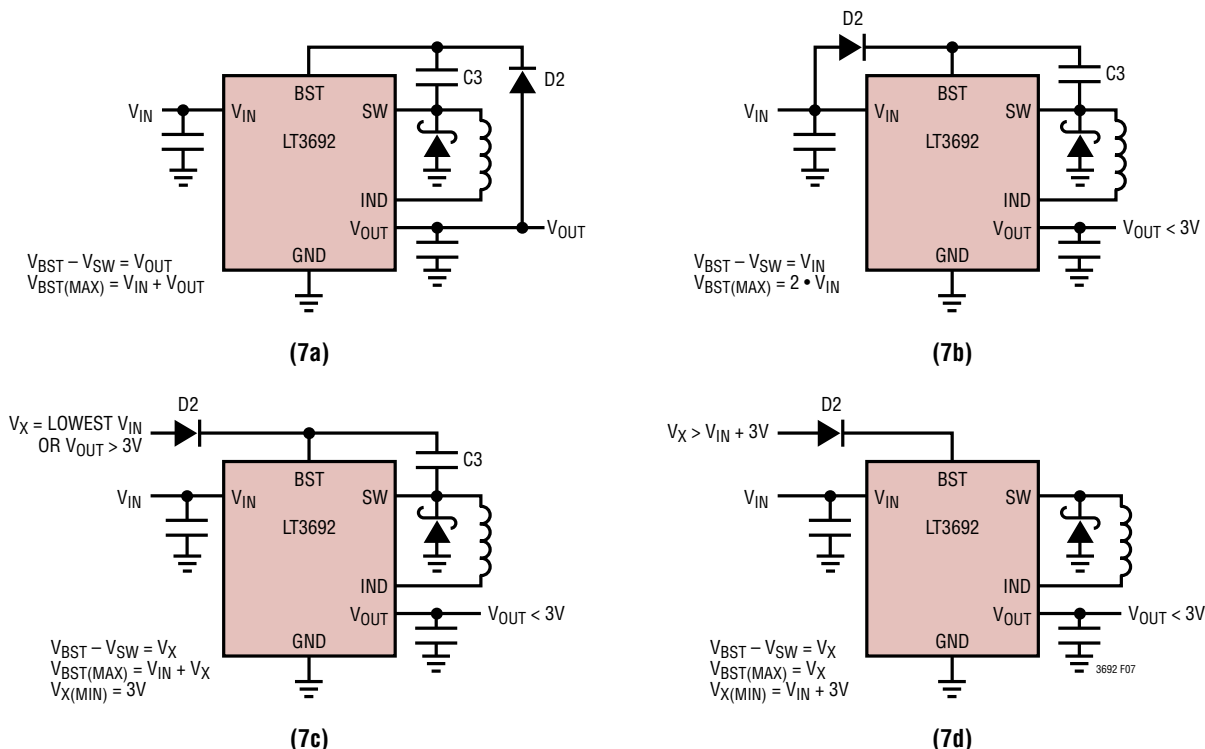 D2
C3
BST
V_IN
V_IN
SW
LT3692
IND
V_OUT
V_OUT
GND
V_BST – V_SW = V_OUT
V_BST(MAX) = V_IN + V_OUT
(7a)
D2
C3
BST
V_IN
V_IN
SW
LT3692
IND
V_OUT
V_OUT < 3V
GND
V_BST – V_SW = V_IN
V_BST(MAX) = 2 • V_IN
(7b)
D2
V_X = LOWEST V_IN
OR V_OUT > 3V
C3
BST
V_IN
V_IN
SW
LT3692
IND
V_OUT
V_OUT < 3V
GND
V_BST – V_SW = V_X
V_BST(MAX) = V_IN + V_X
V_X(MIN) = 3V
(7c)
D2
V_X > V_IN + 3V
BST
V_IN
V_IN
SW
LT3692
IND
V_OUT
V_OUT < 3V
GND
V_BST – V_SW = V_X
V_BST(MAX) = V_X
V_X(MIN) = V_IN + 3V
3692 F07
(7d)